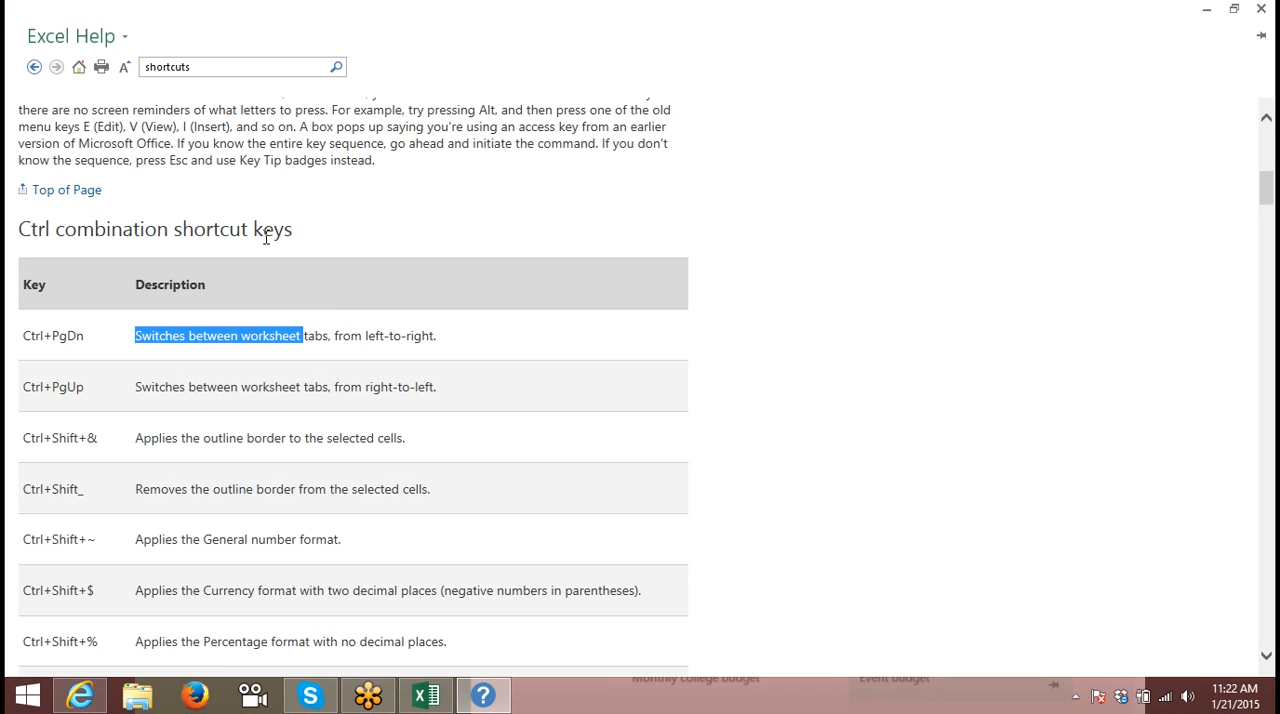 Excel Help
shortcuts
there are no screen reminders of what letters to press. For example, try pressing Alt, and then press one of the old
menu keys E (Edit), V (View), I (Insert), and so on. A box pops up saying you're using an access key from an earlier
version of Microsoft Office. If you know the entire key sequence, go ahead and initiate the command. If you don't
know the sequence, press Esc and use Key Tip badges instead.
Top of Page
Ctrl combination shortcut keys
Key Description
Ctrl+PgDn Switches between worksheet tabs, from left-to-right.
Ctrl+PgUp Switches between worksheet tabs, from right-to-left.
Ctrl+Shift+& Applies the outline border to the selected cells.
Ctrl+Shift_ Removes the outline border from the selected cells.
Ctrl+Shift+~ Applies the General number format.
Ctrl+Shift+$ Applies the Currency format with two decimal places (negative numbers in parentheses).
Ctrl+Shift+% Applies the Percentage format with no decimal places.
Monthly college budget Event budget
11:22 AM
1/21/2015